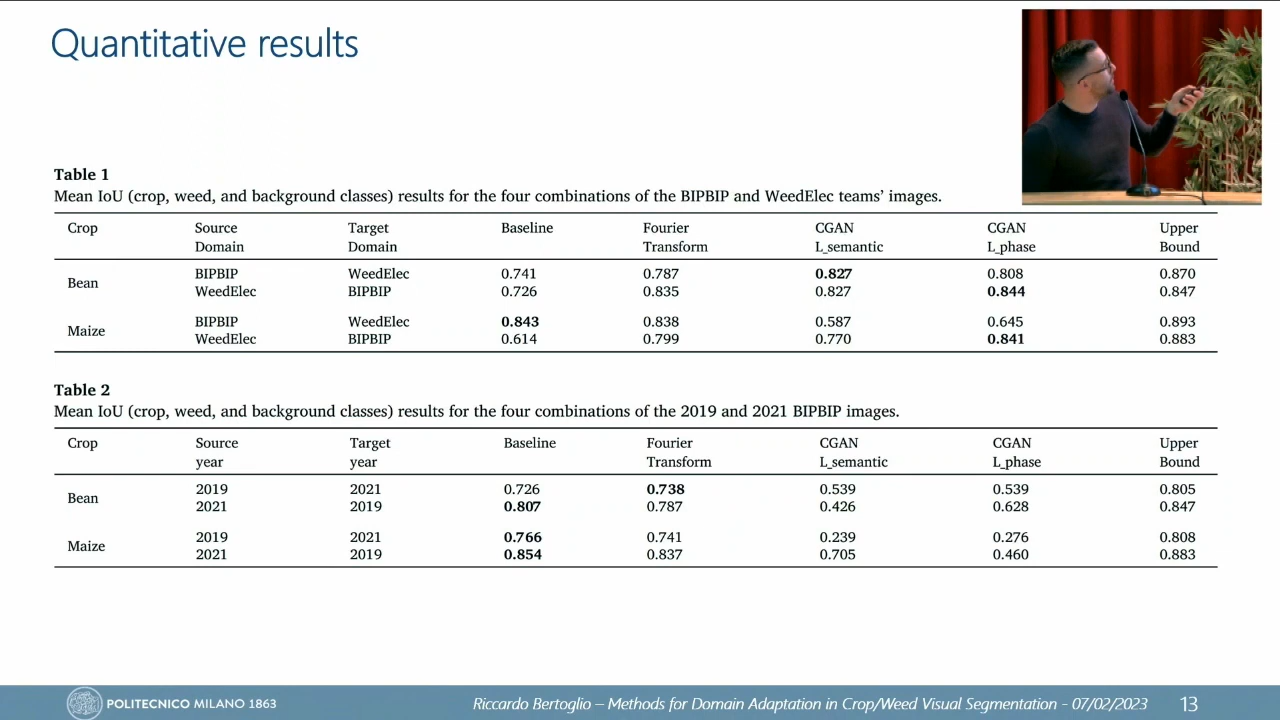 Quantitative results
Table 1
Mean IoU (crop, weed, and background classes) results for the four combinations of the BIPBIP and WeedElec teams' images.
Crop Source Domain Target Domain Baseline Fourier Transform CGAN L_semantic CGAN L_phase Upper Bound
Bean
BIPBIP WeedElec 0.741 0.787 0.827 0.808 0.870
WeedElec BIPBIP 0.726 0.835 0.827 0.844 0.847
Maize
BIPBIP WeedElec 0.843 0.838 0.587 0.645 0.893
WeedElec BIPBIP 0.614 0.799 0.770 0.841 0.883
Table 2
Mean IoU (crop, weed, and background classes) results for the four combinations of the 2019 and 2021 BIPBIP images.
Crop Source year Target year Baseline Fourier Transform CGAN L_semantic CGAN L_phase Upper Bound
Bean
2019 2021 0.726 0.738 0.539 0.539 0.805
2021 2019 0.807 0.787 0.426 0.628 0.847
Maize
2019 2021 0.766 0.741 0.239 0.276 0.808
2021 2019 0.854 0.837 0.705 0.460 0.883
POLITECNICO MILANO 1863
Riccardo Bertoglio – Methods for Domain Adaptation in Crop/Weed Visual Segmentation - 07/02/2023
13